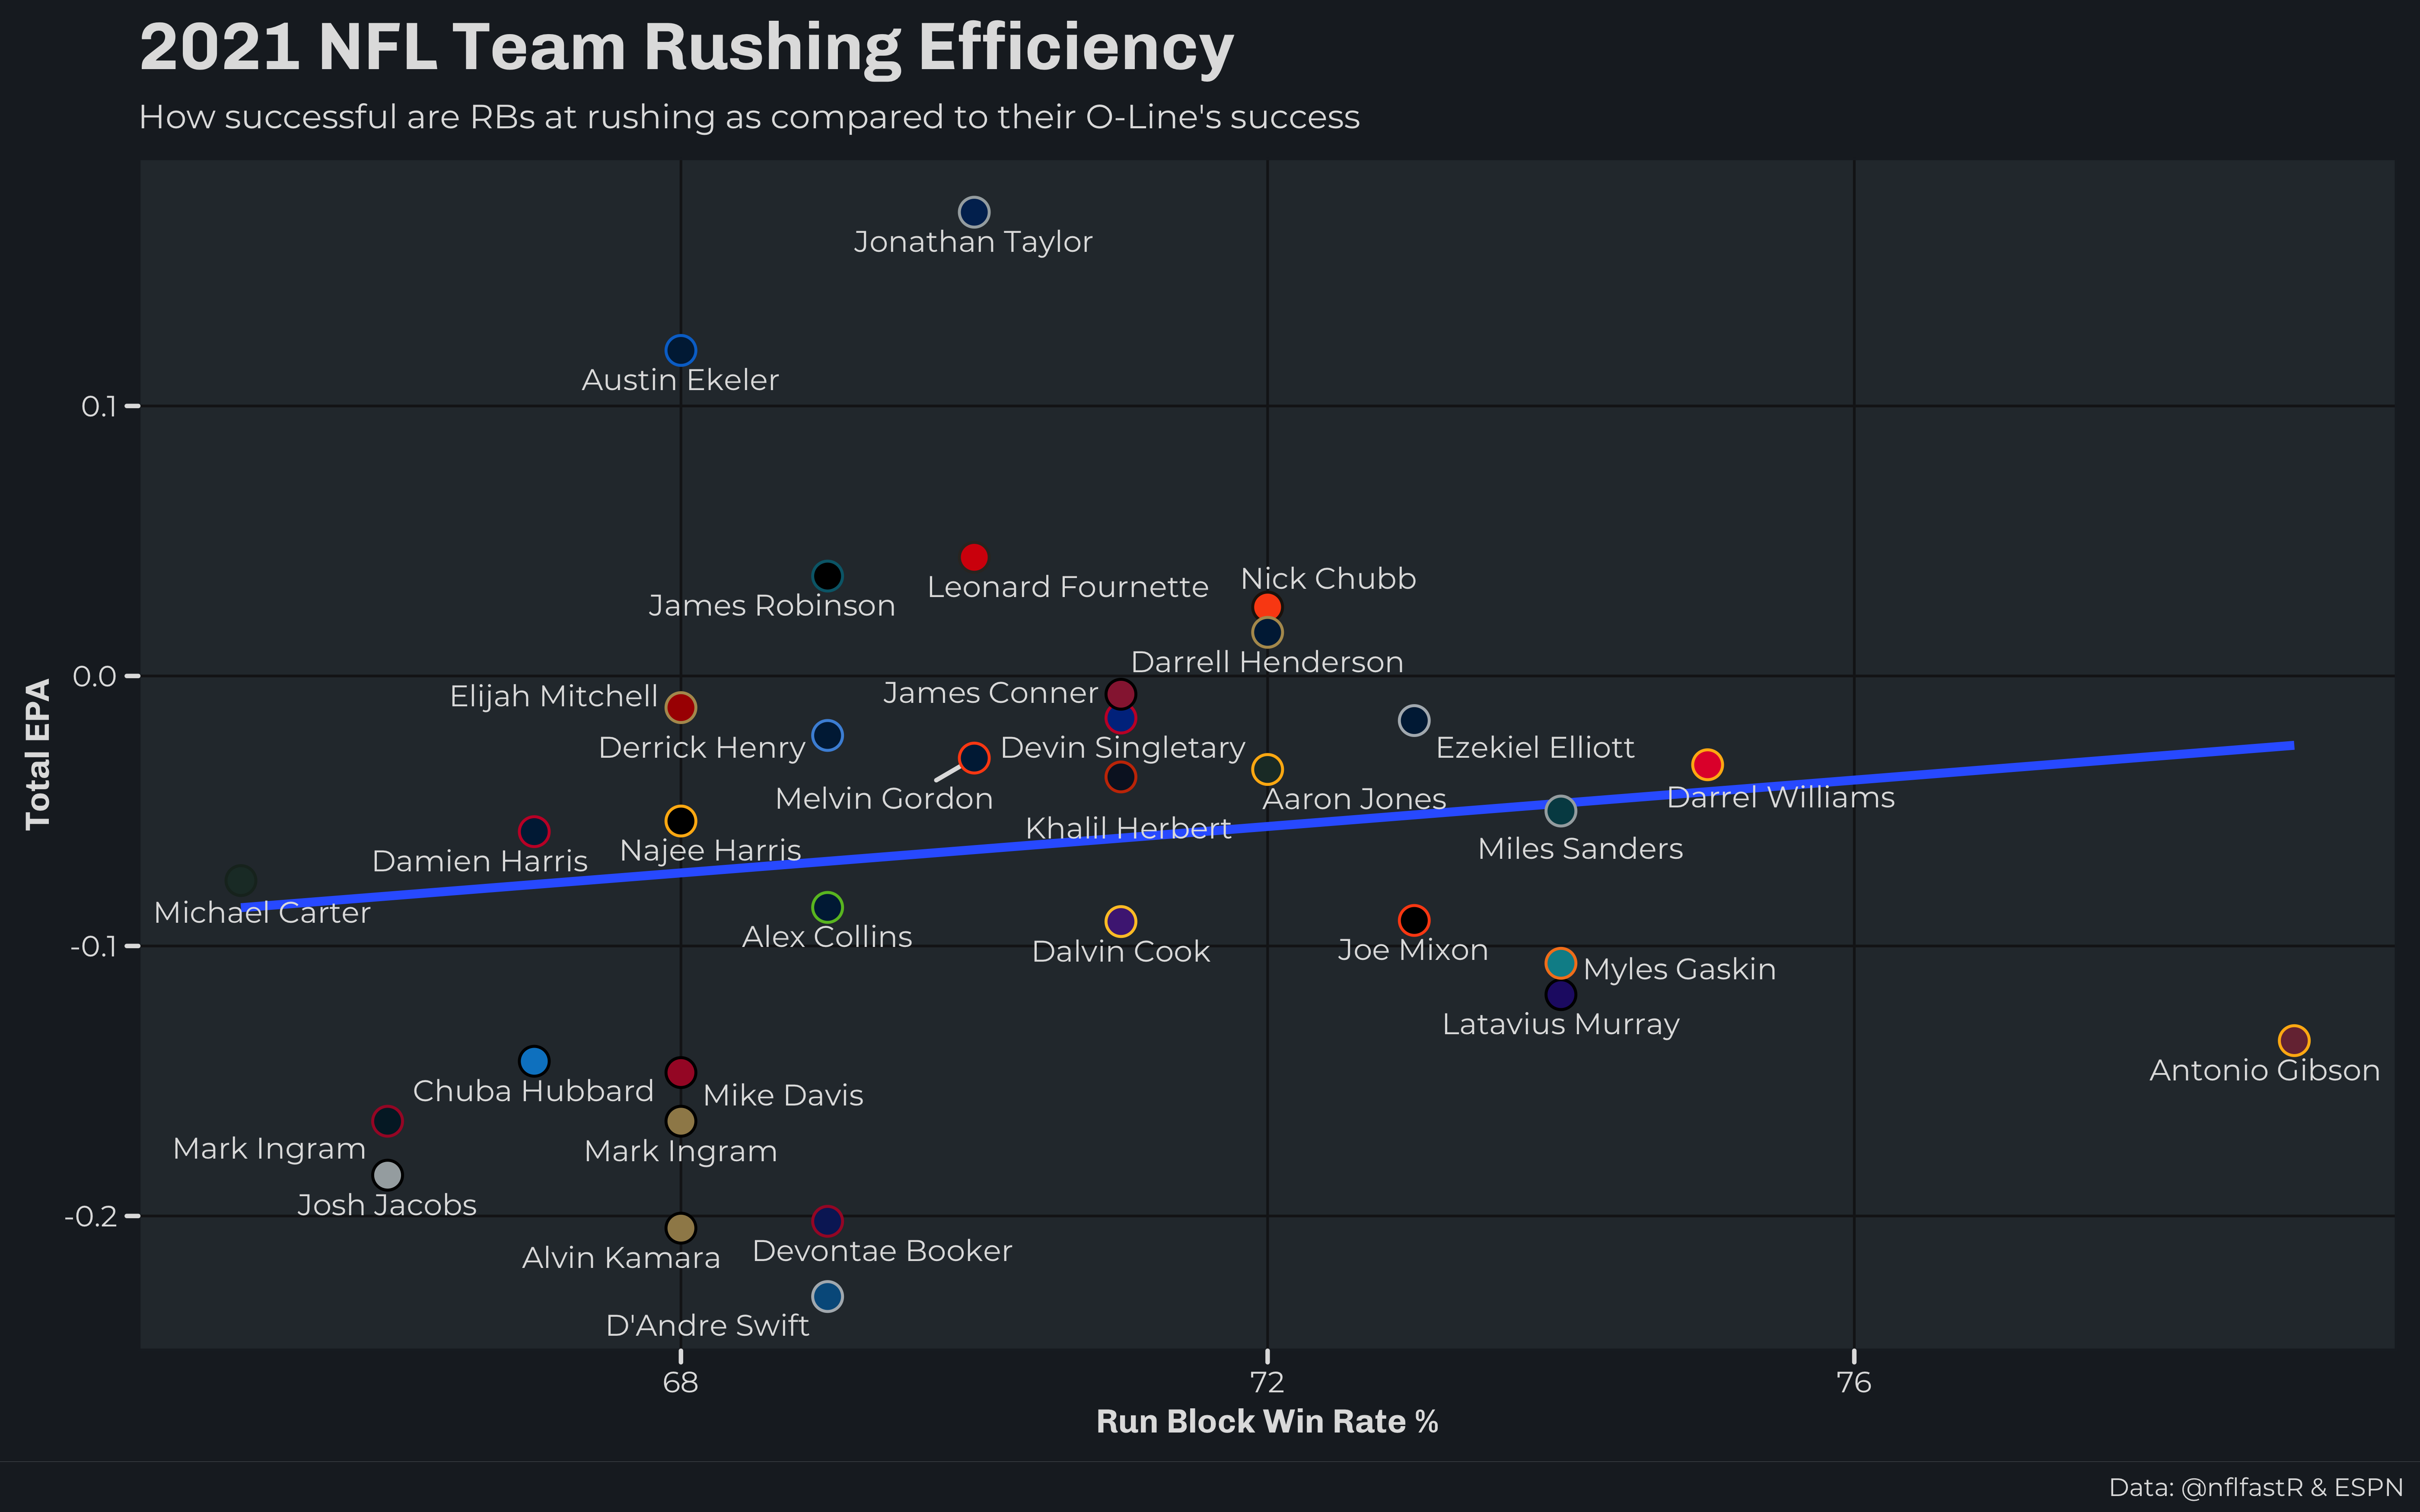 2021 NFL Team Rushing Efficiency
How successful are RBs at rushing as compared to their O-Line's success
Jonathan Taylor
Austin Ekeler
0.1
Nick Chubb
Leonard Fournette
James Robinson
Darrell Henderson
0.0
James Conner
Elijah Mitchell
Derrick Henry
Devin Singletary
Ezekiel Elliott
Melvin Gordon
Aaron Jones
Darrel Williams
Khalil Herbert
Najee Harris
Miles Sanders
Damien Harris
Michael Carter
Alex Collins
-0.1
Dalvin Cook
Joe Mixon
Myles Gaskin
Latavius Murray
Antonio Gibson
Chuba Hubbard
Mike Davis
Mark Ingram
Mark Ingram
Josh Jacobs
-0.2
Alvin Kamara
Devontae Booker
D'Andre Swift
Total EPA
68
72
76
Run Block Win Rate %
Data: @nflfastR & ESPN